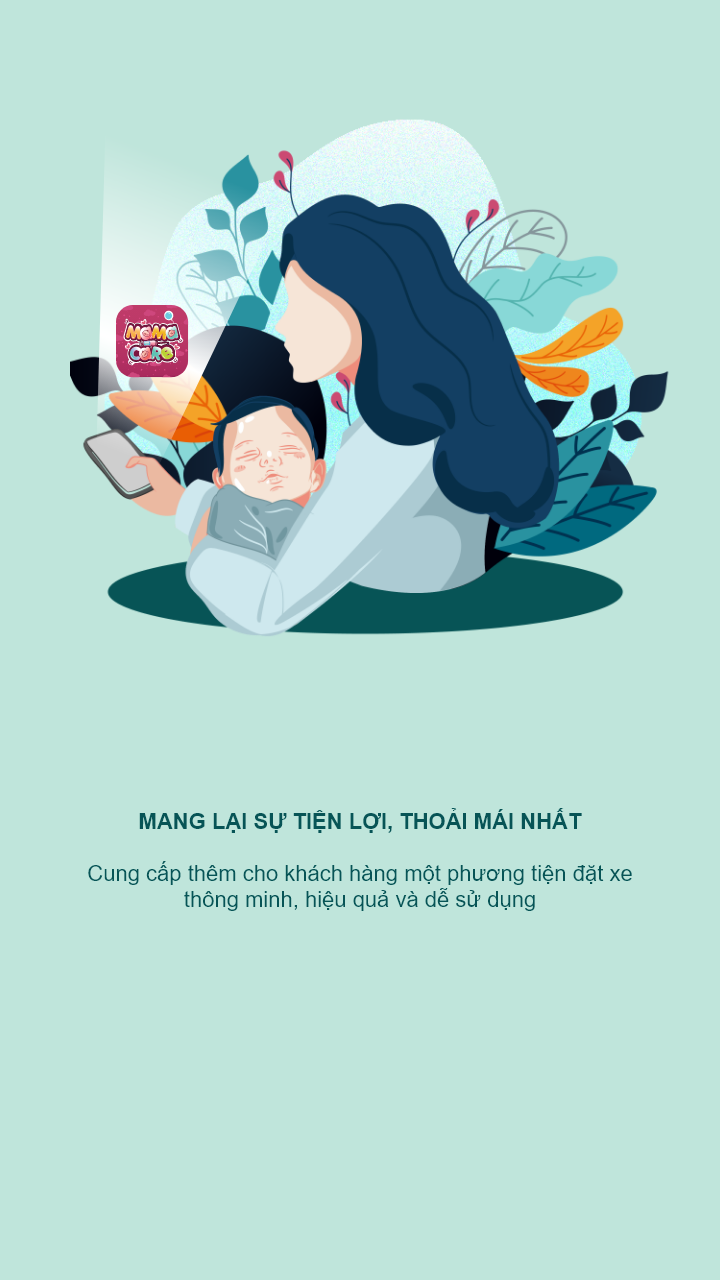 MaMa
CaRe
MANG LẠI SỰ TIỆN LỢI, THOẢI MÁI NHẤT
Cung cấp thêm cho khách hàng một phương tiện đặt xe
thông minh, hiệu quả và dễ sử dụng